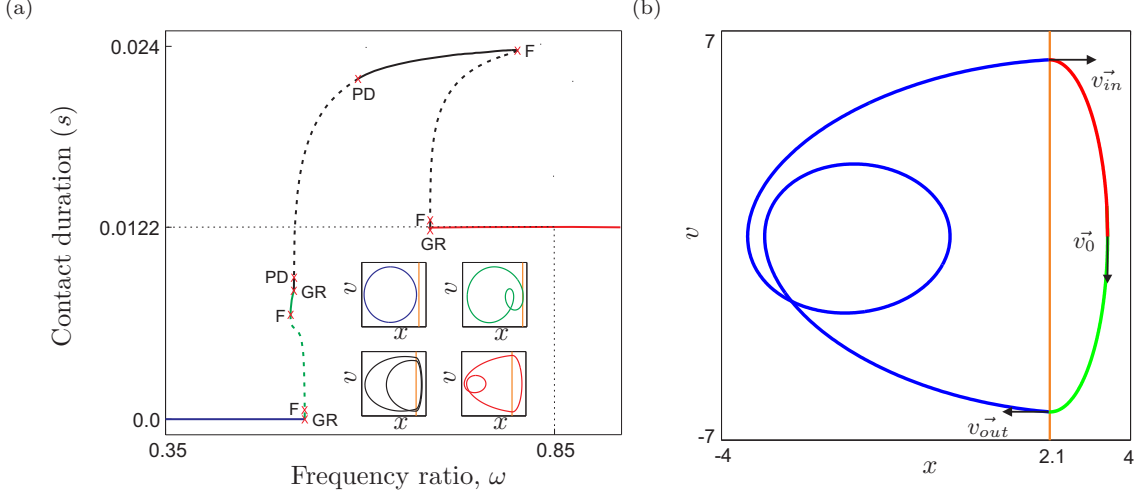 (a)
(b)
0.024
F
PD
Contact duration (s)
0.0122
F
GR
PD
GR
F
v
x
v
x
v
x
v
x
F
GR
0.0
0.35
0.85
Frequency ratio, ω
7
v
v_in
v_0
v_out
-7
-4
x
2.1
4